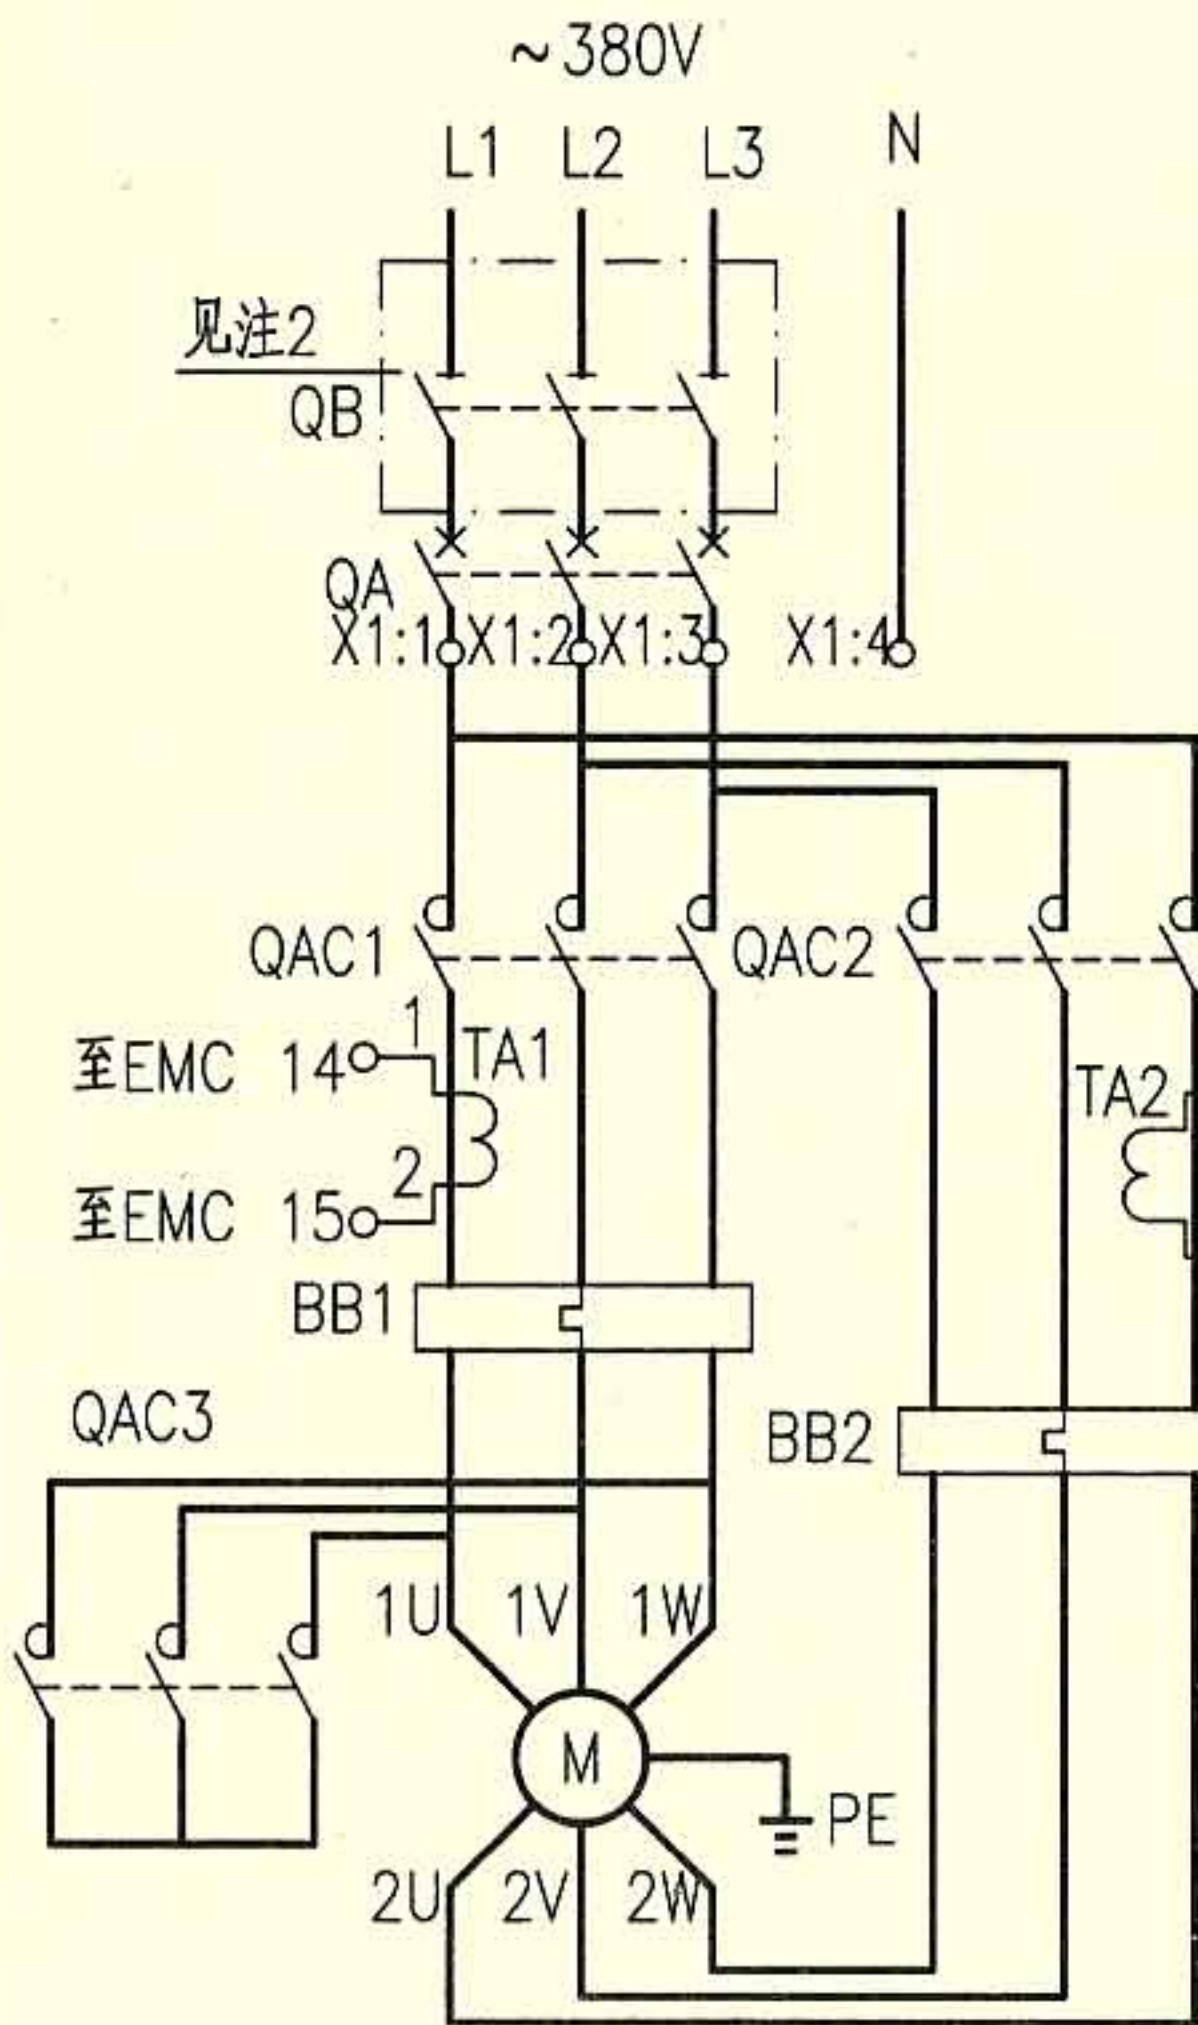 ~380V
L1 L2 L3 N
见注2
QB
QA
X1:1 X1:2 X1:3 X1:4
QAC1 QAC2
1
至EMC 14 TA1
TA2
2
至EMC 15
BB1
QAC3
BB2
1U 1V 1W
M
PE
2U 2V 2W